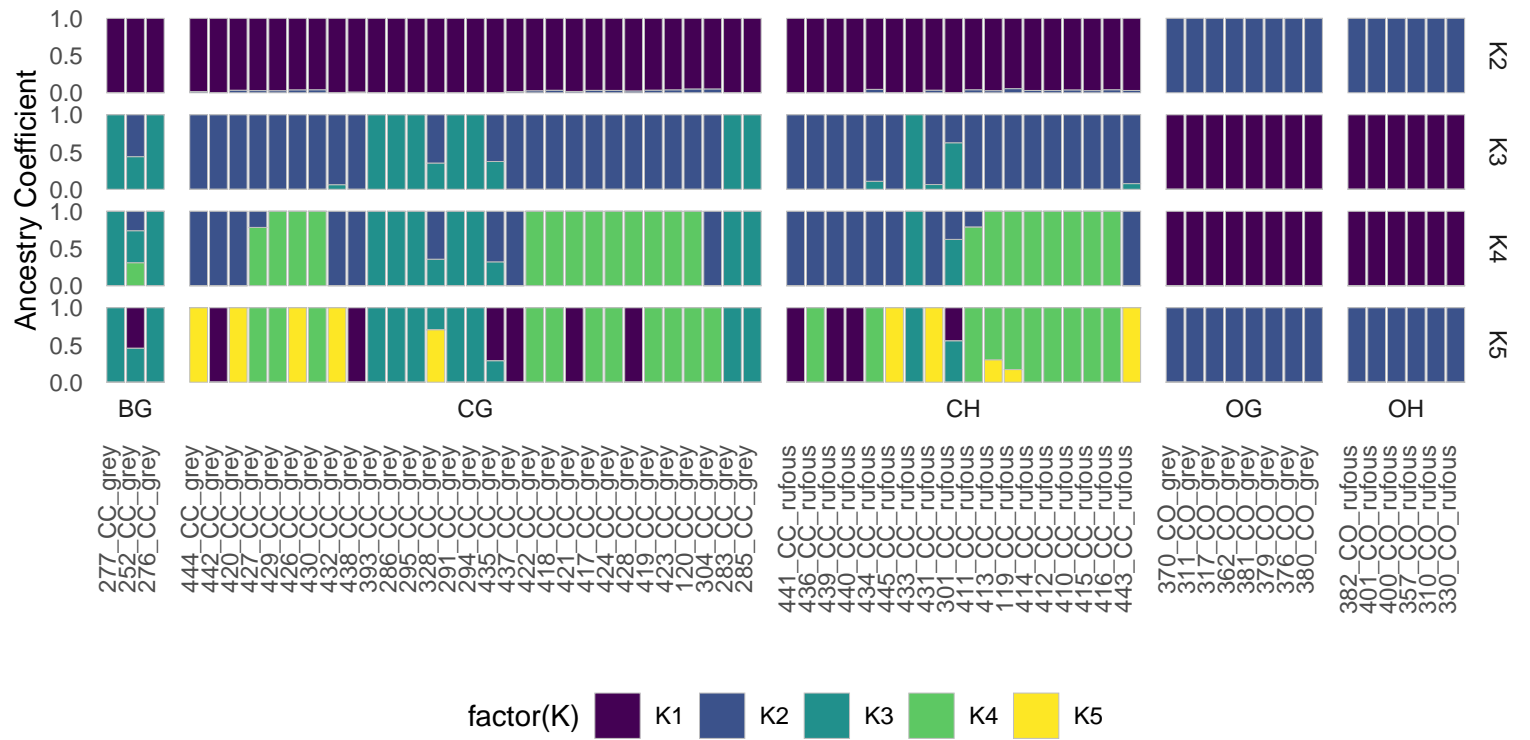 Ancestry Coefficient
1.0
0.5
0.0
K2
1.0
0.5
0.0
K3
1.0
0.5
0.0
K4
1.0
0.5
0.0
K5
BG
CG
CH
OG
OH
277_CC_grey
252_CC_grey
276_CC_grey
444_CC_grey
442_CC_grey
420_CC_grey
427_CC_grey
429_CC_grey
426_CC_grey
430_CC_grey
432_CC_grey
438_CC_grey
393_CC_grey
286_CC_grey
295_CC_grey
328_CC_grey
291_CC_grey
294_CC_grey
435_CC_grey
437_CC_grey
422_CC_grey
418_CC_grey
421_CC_grey
417_CC_grey
424_CC_grey
428_CC_grey
419_CC_grey
423_CC_grey
120_CC_grey
304_CC_grey
283_CC_grey
285_CC_grey
441_CC_rufous
436_CC_rufous
439_CC_rufous
440_CC_rufous
434_CC_rufous
445_CC_rufous
433_CC_rufous
431_CC_rufous
301_CC_rufous
411_CC_rufous
413_CC_rufous
119_CC_rufous
414_CC_rufous
412_CC_rufous
410_CC_rufous
415_CC_rufous
416_CC_rufous
443_CC_rufous
370_CO_grey
311_CO_grey
317_CO_grey
362_CO_grey
381_CO_grey
379_CO_grey
376_CO_grey
380_CO_grey
382_CO_rufous
401_CO_rufous
400_CO_rufous
357_CO_rufous
310_CO_rufous
330_CO_rufous
factor(K) K1 K2 K3 K4 K5